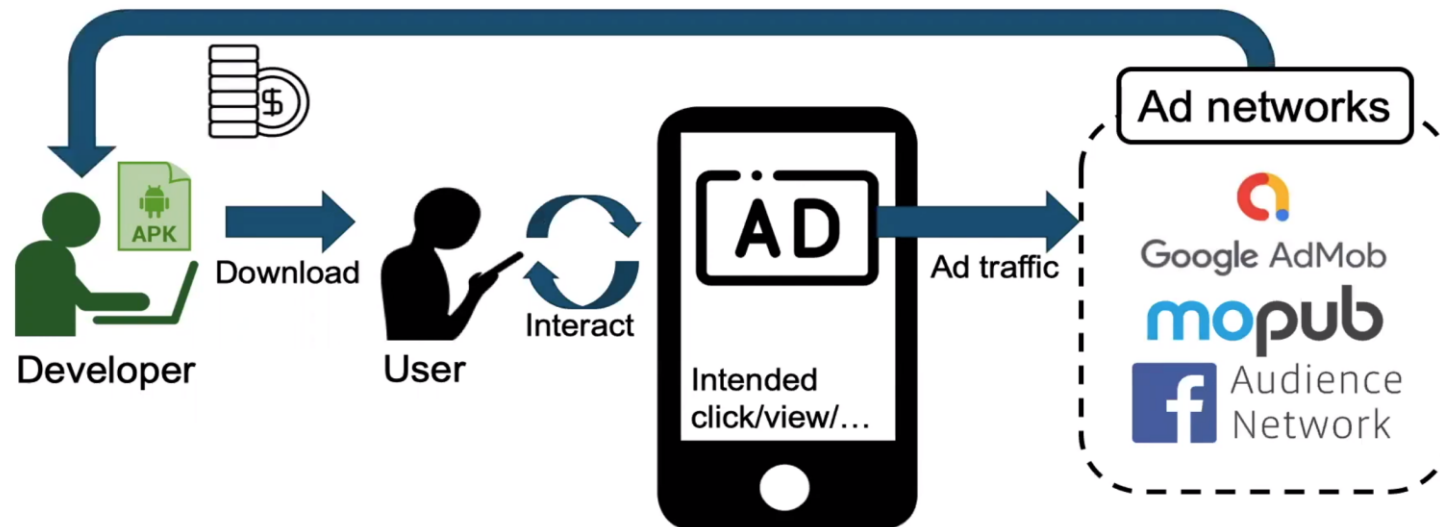 $
APK
Developer
Download
User
Interact
AD
Intended
click/view/...
Ad traffic
Ad networks
Google AdMob
mopub
f
Audience
Network